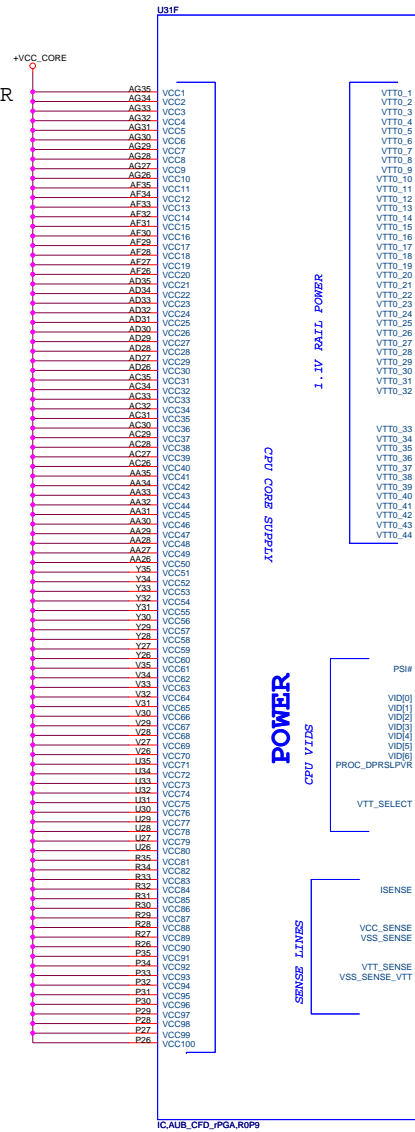 U31F
+VCC_CORE
R
AG35 VCC1 VTT0_1
AG34 VCC2 VTT0_2
AG33 VCC3 VTT0_3
AG32 VCC4 VTT0_4
AG31 VCC5 VTT0_5
AG30 VCC6 VTT0_6
AG29 VCC7 VTT0_7
AG28 VCC8 VTT0_8
AG27 VCC9 VTT0_9
AG26 VCC10 VTT0_10
AF35 VCC11 VTT0_11
AF34 VCC12 VTT0_12
AF33 VCC13 VTT0_13
AF32 VCC14 VTT0_14
AF31 VCC15 VTT0_15
AF30 VCC16 VTT0_16
AF29 VCC17 VTT0_17
AF28 VCC18 VTT0_18
AF27 VCC19 VTT0_19
AF26 VCC20 VTT0_20
AD35 VCC21 VTT0_21
AD34 VCC22 VTT0_22
AD33 VCC23 VTT0_23
AD32 VCC24 VTT0_24
AD31 VCC25 VTT0_25
AD30 VCC26 VTT0_26
AD29 VCC27 VTT0_27
AD28 VCC28 VTT0_28
AD27 VCC29 VTT0_29
AD26 VCC30 VTT0_30
AC35 VCC31 VTT0_31
AC34 VCC32 VTT0_32
AC33 VCC33
AC32 VCC34
AC31 VCC35
AC30 VCC36 VTT0_33
AC29 VCC37 VTT0_34
AC28 VCC38 VTT0_35
AC27 VCC39 VTT0_36
AC26 VCC40 VTT0_37
AA35 VCC41 VTT0_38
AA34 VCC42 VTT0_39
AA33 VCC43 VTT0_40
AA32 VCC44 VTT0_41
AA31 VCC45 VTT0_42
AA30 VCC46 VTT0_43
AA29 VCC47 VTT0_44
AA28 VCC48
AA27 VCC49
AA26 VCC50
Y35 VCC51
Y34 VCC52
Y33 VCC53
Y32 VCC54
Y31 VCC55
Y30 VCC56
Y29 VCC57
Y28 VCC58
Y27 VCC59
Y26 VCC60
V35 VCC61 PSI#
V34 VCC62
V33 VCC63
V32 VCC64 VID[0]
V31 VCC65 VID[1]
V30 VCC66 VID[2]
V29 VCC67 VID[3]
V28 VCC68 VID[4]
V27 VCC69 VID[5]
V26 VCC70 VID[6]
U35 VCC71 PROC_DPRSLPVR
U34 VCC72
U33 VCC73
U32 VCC74
U31 VCC75 VTT_SELECT
U30 VCC76
U29 VCC77
U28 VCC78
U27 VCC79
U26 VCC80
R35 VCC81
R34 VCC82
R33 VCC83
R32 VCC84 ISENSE
R31 VCC85
R30 VCC86
R29 VCC87
R28 VCC88 VCC_SENSE
R27 VCC89 VSS_SENSE
R26 VCC90
P35 VCC91
P34 VCC92 VTT_SENSE
P33 VCC93 VSS_SENSE_VTT
P32 VCC94
P31 VCC95
P30 VCC96
P29 VCC97
P28 VCC98
P27 VCC99
P26 VCC100
1.1V RAIL POWER
CPU CORE SUPPLY
POWER
CPU VIDS
SENSE LINES
IC,AUB_CFD_rPGA,R0P9